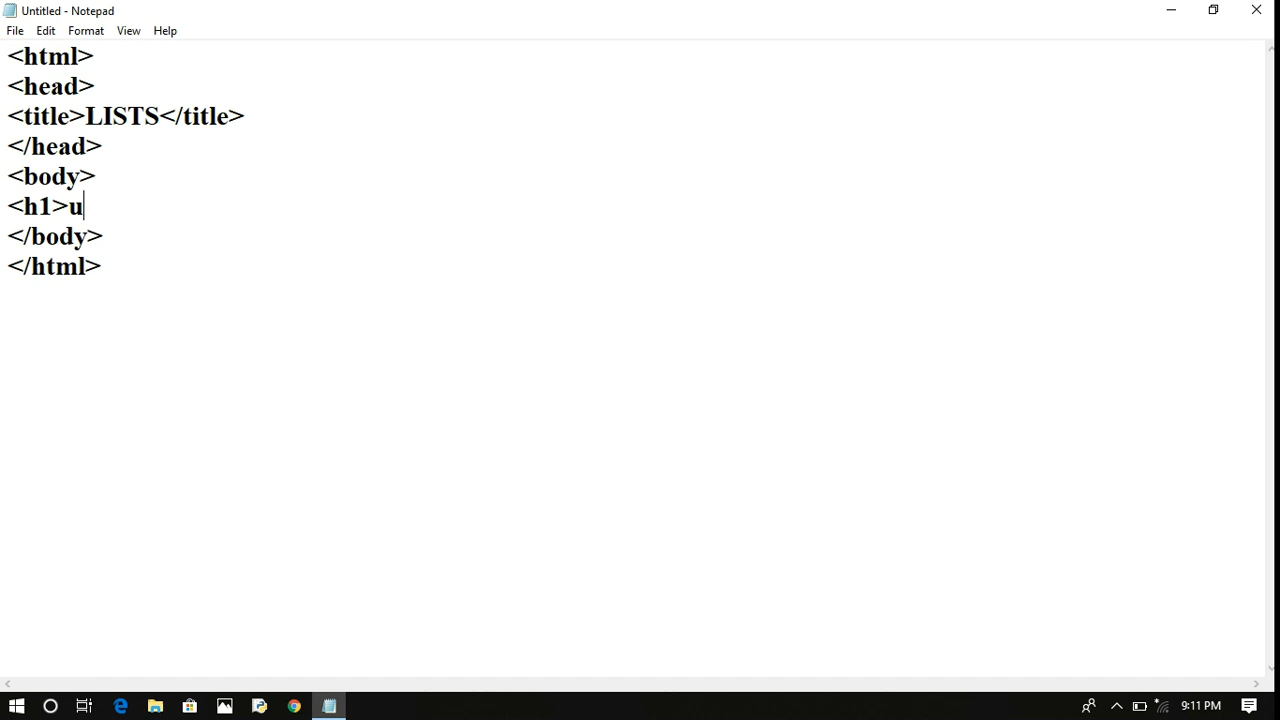 Untitled - Notepad
File Edit Format View Help
<html>
<head>
<title>LISTS</title>
</head>
<body>
<h1>u
</body>
</html>
9:11 PM